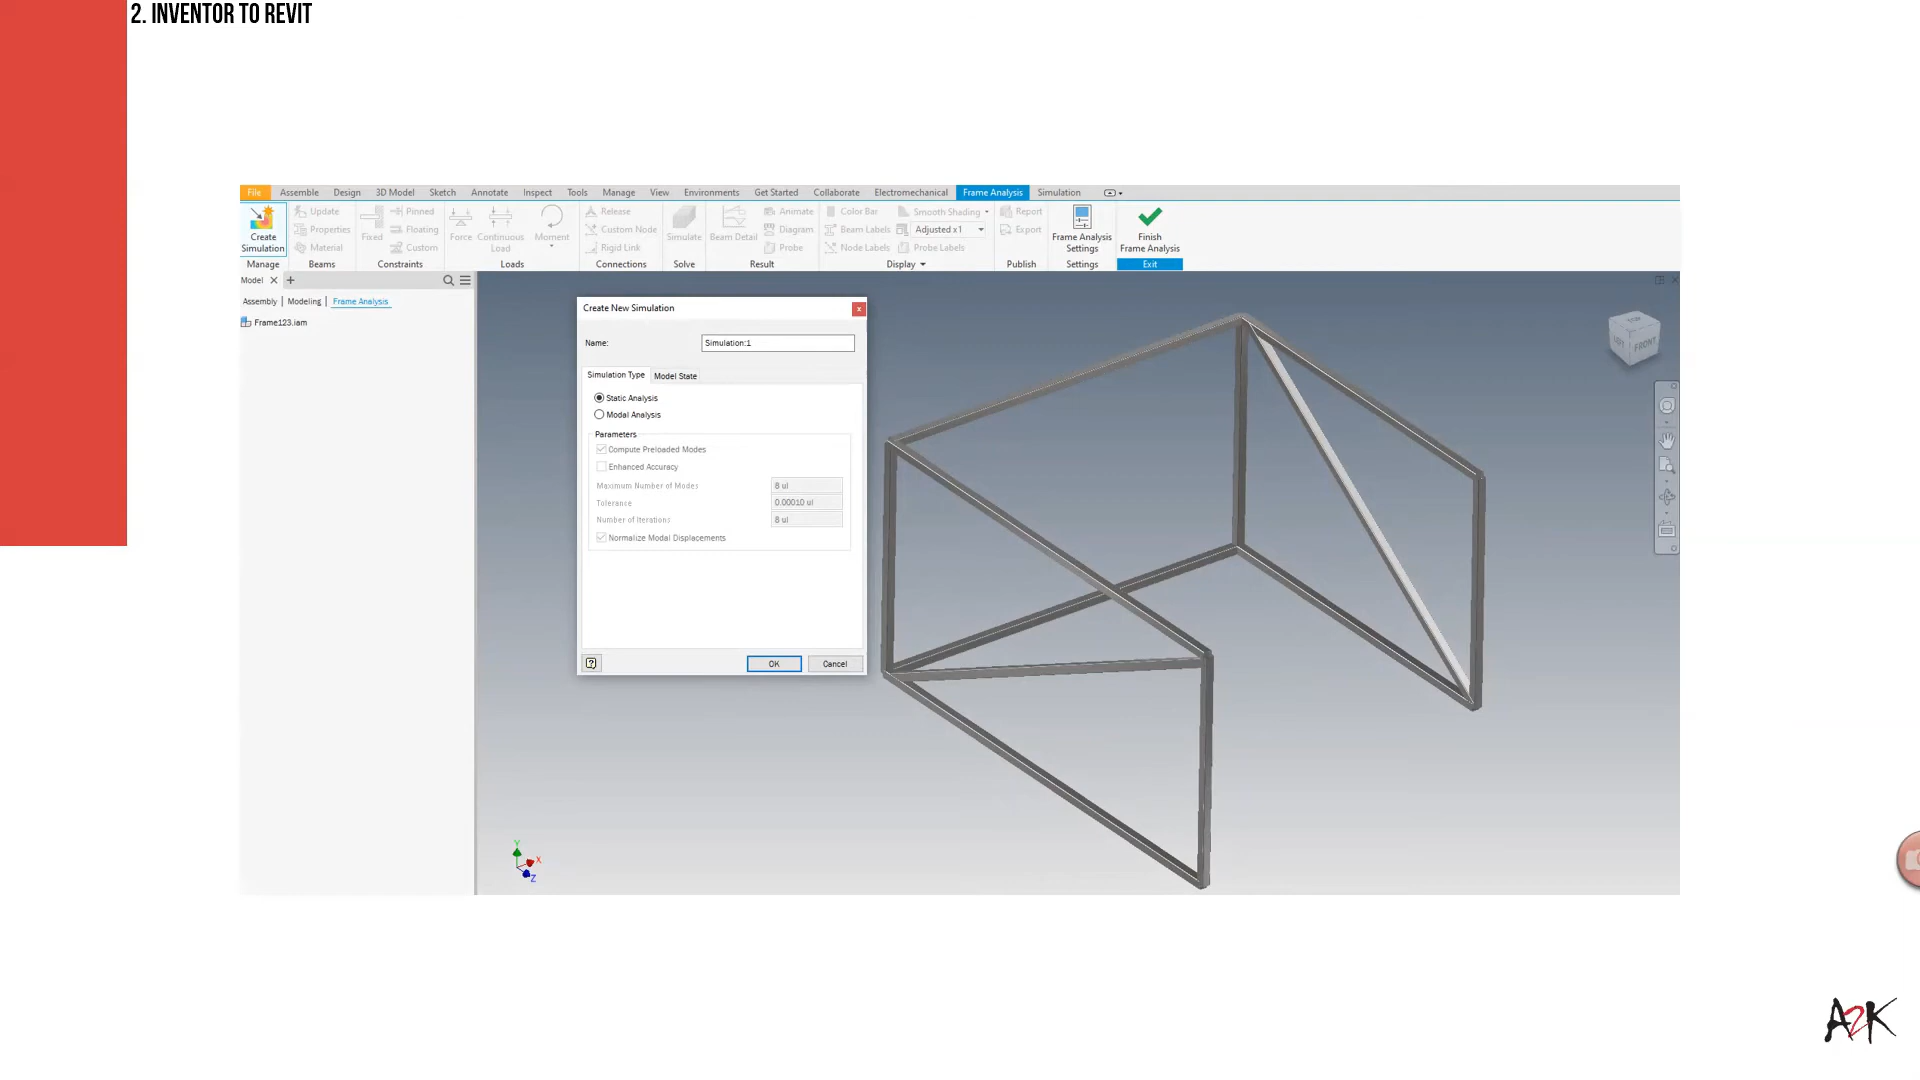 2. INVENTOR TO REVIT
File Assemble Design 3D Model Sketch Annotate Inspect Tools Manage View Environments Get Started Collaborate Electromechanical Frame Analysis Simulation
Create Simulation
Manage
Update
Properties
Material
Beams
Fixed
Pinned
Floating
Custom
Constraints
Force
Continuous Load
Moment
Loads
Release
Custom Node
Rigid Link
Connections
Simulate
Solve
Beam Detail
Animate
Diagram
Probe
Result
Color Bar
Beam Labels
Node Labels
Smooth Shading
Adjusted x1
Probe Labels
Display
Report
Export
Publish
Frame Analysis Settings
Settings
Finish Frame Analysis
Exit
Model
Assembly | Modeling | Frame Analysis
Frame123.iam
Create New Simulation
Name: Simulation:1
Simulation Type Model State
Static Analysis
Modal Analysis
Parameters
Compute Preloaded Modes
Enhanced Accuracy
Maximum Number of Modes 8 ul
Tolerance 0.00010 ul
Number of Iterations 8 ul
Normalize Modal Displacements
OK Cancel
TOP
LEFT FRONT
Y
X
Z
A2K